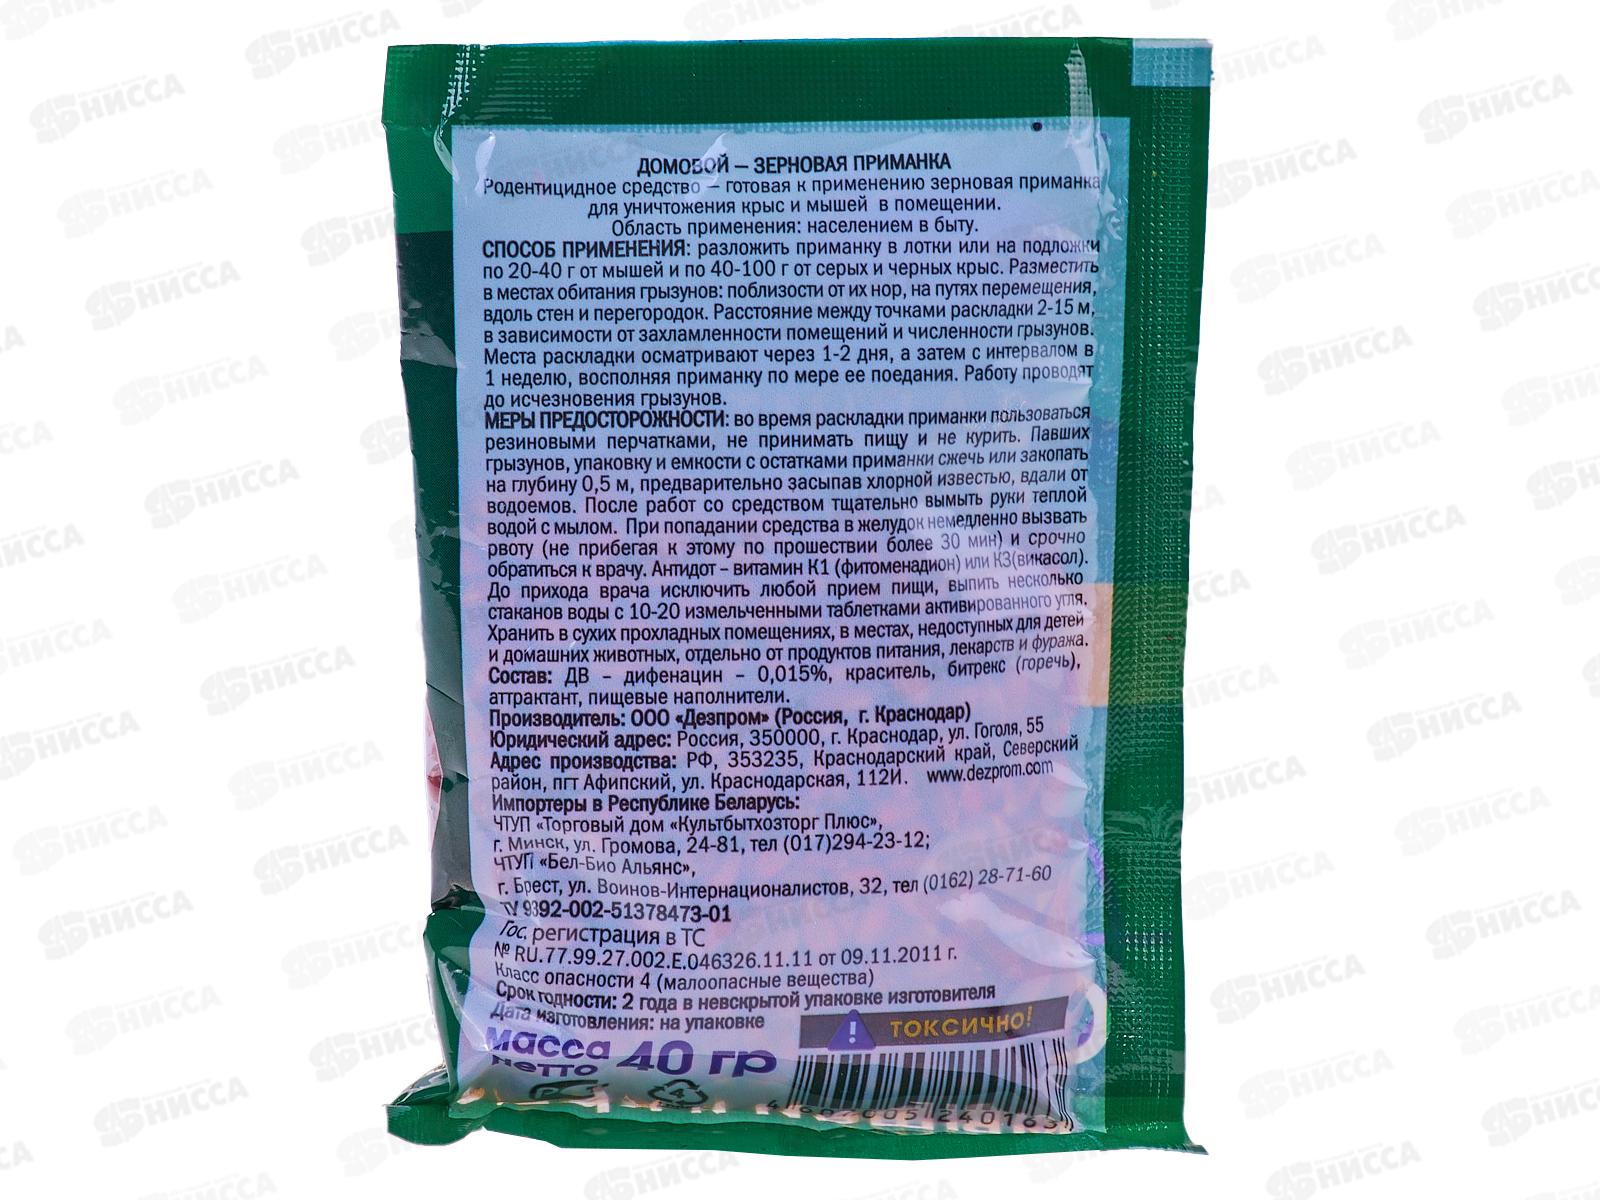 ДОМОВОЙ – ЗЕРНОВАЯ ПРИМАНКА
Родентицидное средство – готовая к применению зерновая приманка
для уничтожения крыс и мышей в помещении.
Область применения: населением в быту.
СПОСОБ ПРИМЕНЕНИЯ: разложить приманку в лотки или на подложки
по 20-40 г от мышей и по 40-100 г от серых и черных крыс. Разместить
в местах обитания грызунов: поблизости от их нор, на путях перемещения,
вдоль стен и перегородок. Расстояние между точками раскладки 2-15 м,
в зависимости от захламленности помещений и численности грызунов.
Места раскладки осматривают через 1-2 дня, а затем с интервалом в
1 неделю, восполняя приманку по мере ее поедания. Работу проводят
до исчезновения грызунов.
МЕРЫ ПРЕДОСТОРОЖНОСТИ: во время раскладки приманки пользоваться
резиновыми перчатками, не принимать пищу и не курить. Павших
грызунов, упаковку и емкости с остатками приманки сжечь или закопать
на глубину 0,5 м, предварительно засыпав хлорной известью, вдали от
водоемов. После работ со средством тщательно вымыть руки теплой
водой с мылом. При попадании средства в желудок немедленно вызвать
рвоту (не прибегая к этому по прошествии более 30 мин) и срочно
обратиться к врачу. Антидот – витамин К1 (фитоменадион) или К3(викасол).
До прихода врача исключить любой прием пищи, выпить несколько
стаканов воды с 10-20 измельченными таблетками активированного угля.
Хранить в сухих прохладных помещениях, в местах, недоступных для детей
и домашних животных, отдельно от продуктов питания, лекарств и фуража.
Состав: ДВ – дифенацин – 0,015%, краситель, битрекс (горечь),
аттрактант, пищевые наполнители.
Производитель: ООО «Дезпром» (Россия, г. Краснодар)
Юридический адрес: Россия, 350000, г. Краснодар, ул. Гоголя, 55
Адрес производства: РФ, 353235, Краснодарский край, Северский
район, пгт Афипский, ул. Краснодарская, 112И. www.dezprom.com
Импортеры в Республике Беларусь:
ЧТУП «Торговый дом «Культбытхозторг Плюс»,
г. Минск, ул. Громова, 24-81, тел (017)294-23-12;
ЧТУП «Бел-Био Альянс»,
г. Брест, ул. Воинов-Интернационалистов, 32, тел (0162) 28-71-60
ТУ 9392-002-51378473-01
Гос. регистрация в ТС
№ RU.77.99.27.002.Е.046326.11.11 от 09.11.2011 г.
Класс опасности 4 (малоопасные вещества)
Срок годности: 2 года в невскрытой упаковке изготовителя
Дата изготовления: на упаковке
ТОКСИЧНО!
масса
нетто 40 гр
4 607005 240163
НИССА